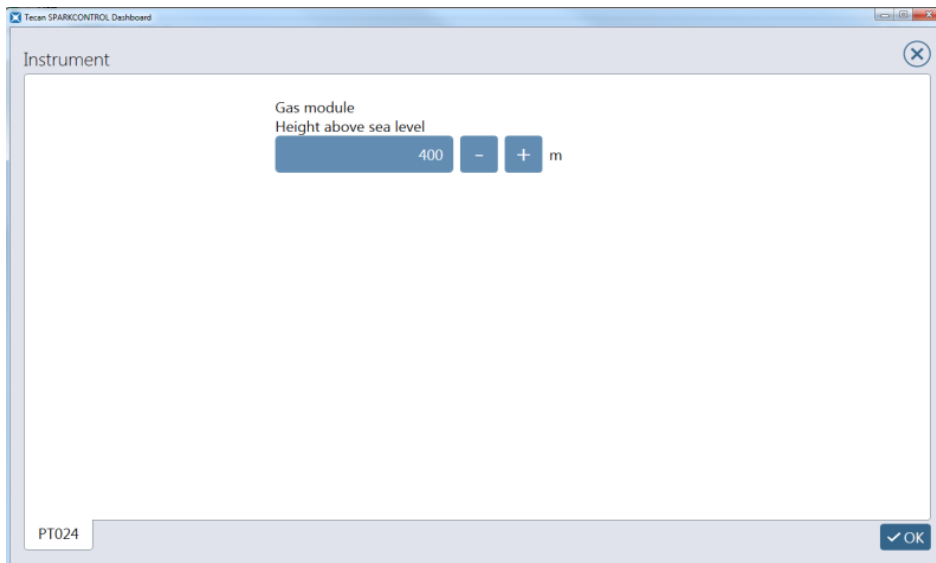 Tecan SPARKCONTROL Dashboard
Instrument
Gas module
Height above sea level
400 - + m
PT024
OK